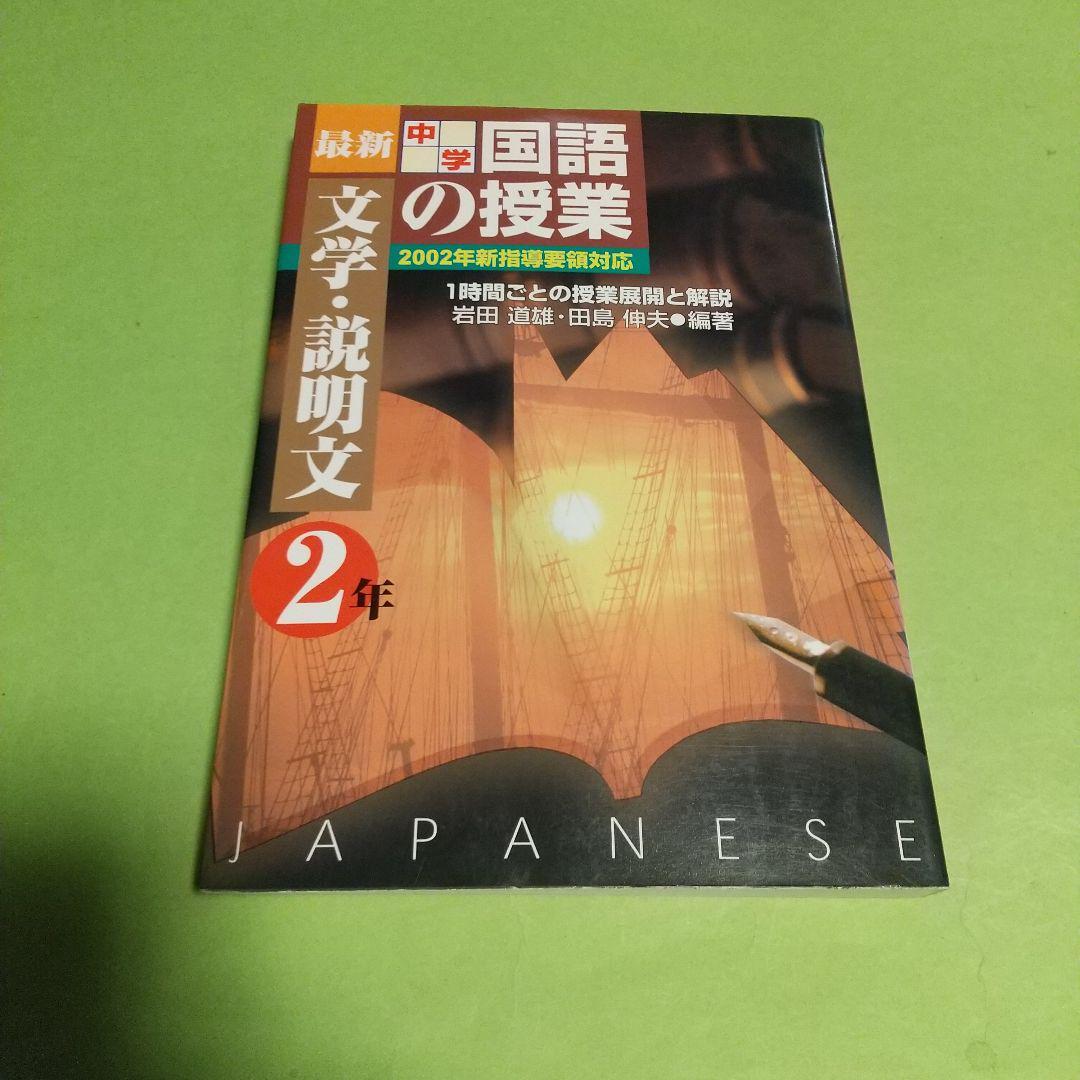 最新
中学
国語
の授業
2002年新指導要領対応
1時間ごとの授業展開と解説
岩田 道雄・田島 伸夫●編著
文学・説明文
2年
JAPANESE